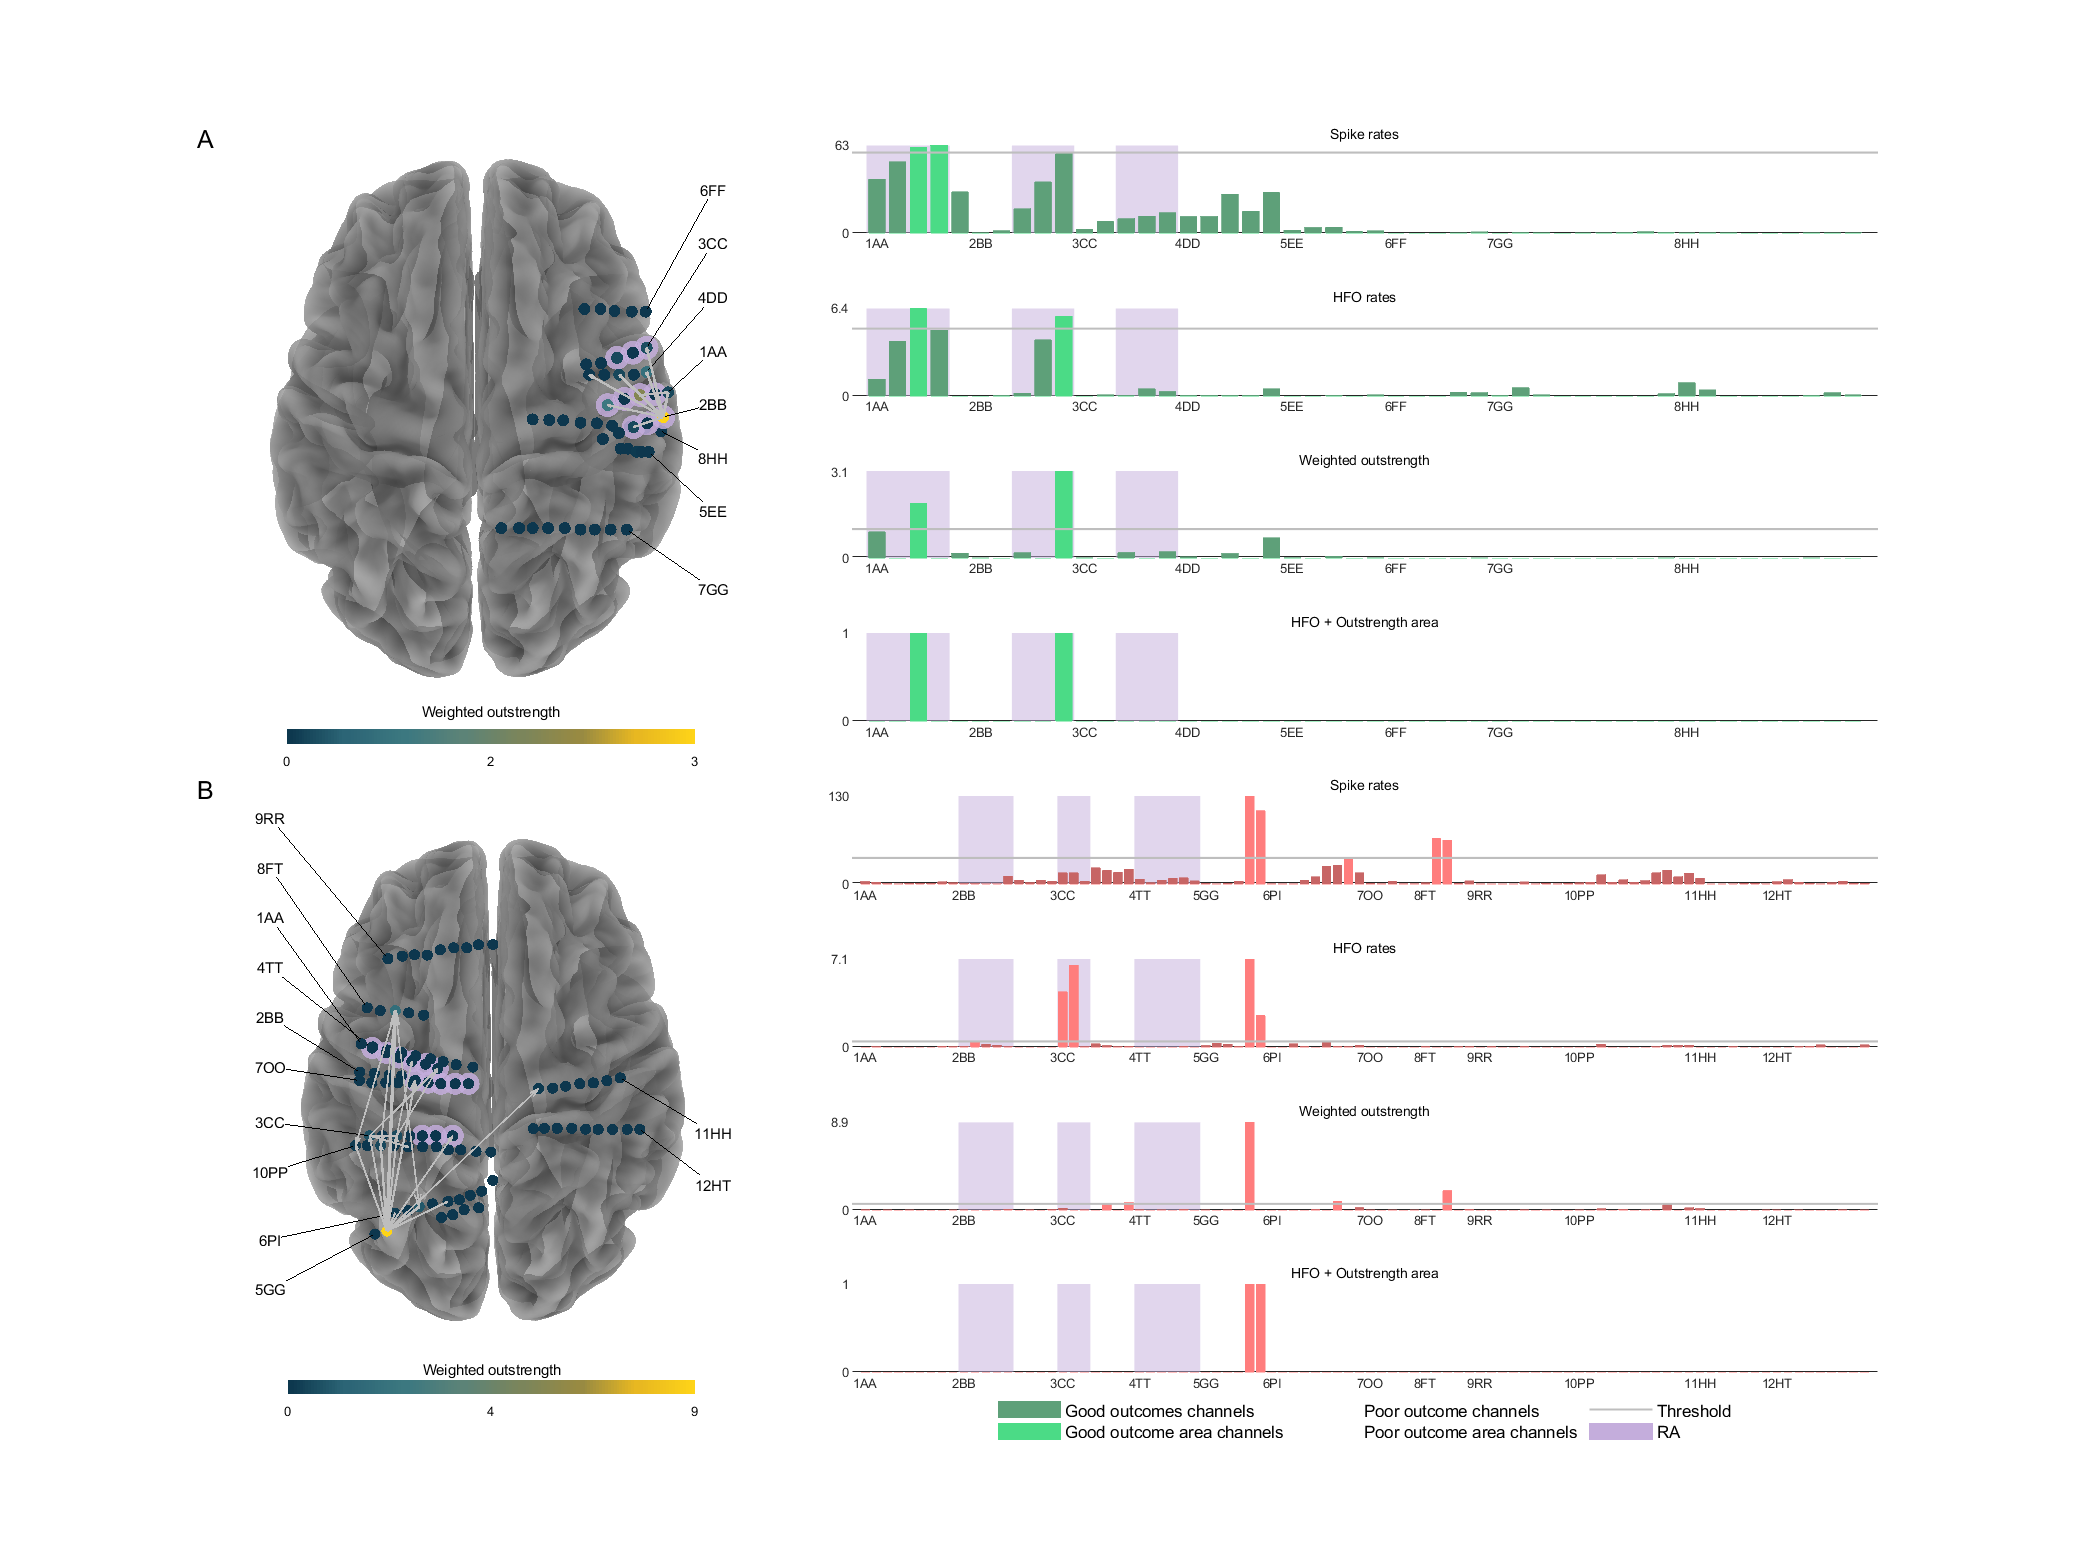 A
6FF
3CC
4DD
1AA
2BB
8HH
5EE
7GG
Weighted outstrength
0 2 3
Spike rates
63
0
1AA 2BB 3CC 4DD 5EE 6FF 7GG 8HH
HFO rates
6.4
0
1AA 2BB 3CC 4DD 5EE 6FF 7GG 8HH
Weighted outstrength
3.1
0
1AA 2BB 3CC 4DD 5EE 6FF 7GG 8HH
HFO + Outstrength area
1
0
1AA 2BB 3CC 4DD 5EE 6FF 7GG 8HH
B
9RR
8FT
1AA
4TT
2BB
7OO
3CC
10PP
6PI
5GG
11HH
12HT
Weighted outstrength
0 4 9
Spike rates
130
0
1AA 2BB 3CC 4TT 5GG 6PI 7OO 8FT 9RR 10PP 11HH 12HT
HFO rates
7.1
0
1AA 2BB 3CC 4TT 5GG 6PI 7OO 8FT 9RR 10PP 11HH 12HT
Weighted outstrength
8.9
0
1AA 2BB 3CC 4TT 5GG 6PI 7OO 8FT 9RR 10PP 11HH 12HT
HFO + Outstrength area
1
0
1AA 2BB 3CC 4TT 5GG 6PI 7OO 8FT 9RR 10PP 11HH 12HT
Good outcomes channels Poor outcome channels Threshold
Good outcome area channels Poor outcome area channels RA